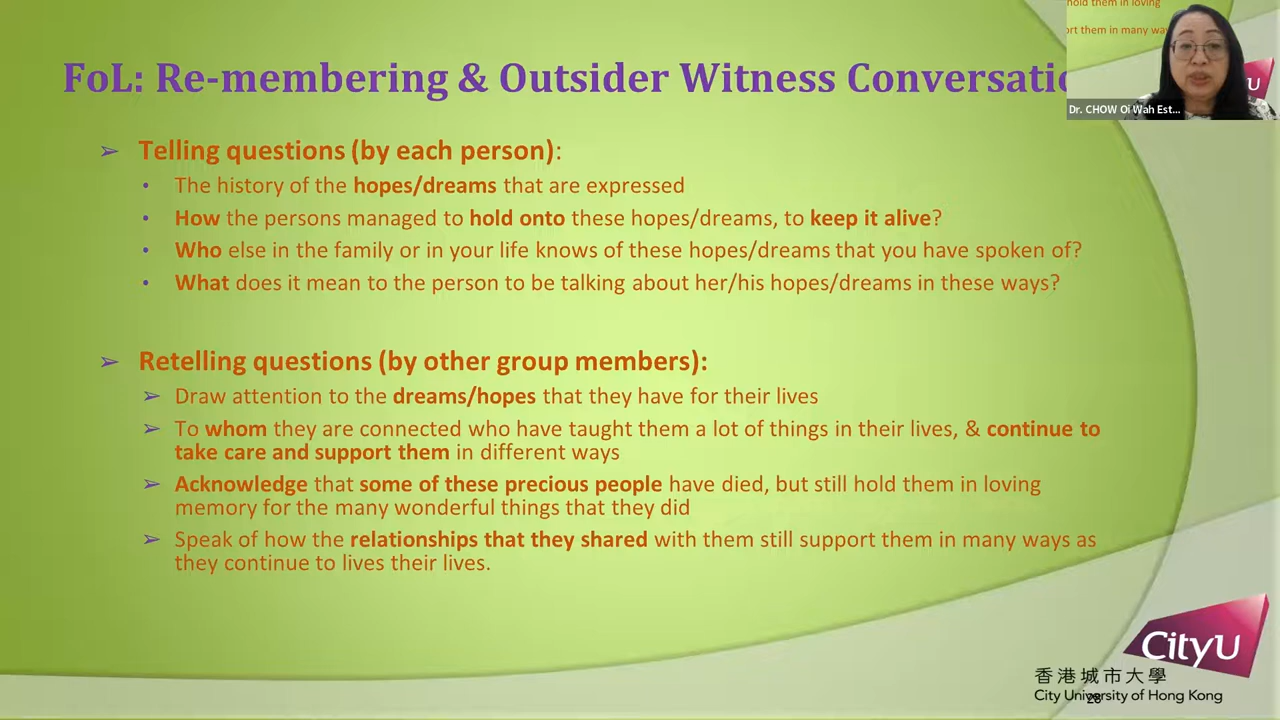 FoL: Re-membering & Outsider Witness Conversatio
hold them in loving
ort them in many wa
U
Dr. CHOW Oi Wah Est...
➢ Telling questions (by each person):
• The history of the hopes/dreams that are expressed
• How the persons managed to hold onto these hopes/dreams, to keep it alive?
• Who else in the family or in your life knows of these hopes/dreams that you have spoken of?
• What does it mean to the person to be talking about her/his hopes/dreams in these ways?
➢ Retelling questions (by other group members):
➢ Draw attention to the dreams/hopes that they have for their lives
➢ To whom they are connected who have taught them a lot of things in their lives, & continue to
take care and support them in different ways
➢ Acknowledge that some of these precious people have died, but still hold them in loving
memory for the many wonderful things that they did
➢ Speak of how the relationships that they shared with them still support them in many ways as
they continue to lives their lives.
CityU
香港城市大學
City University of Hong Kong
28